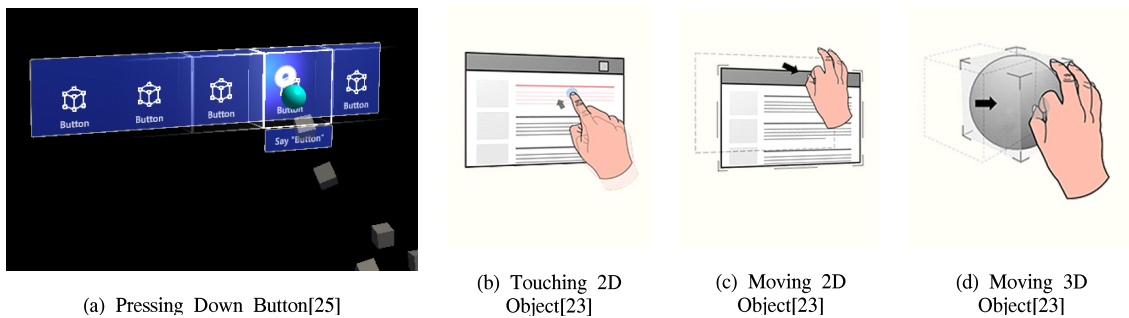 Button
Button
Button
Button
Button
Say "Button"
(a) Pressing Down Button[25]
(b) Touching 2D
Object[23]
(c) Moving 2D
Object[23]
(d) Moving 3D
Object[23]